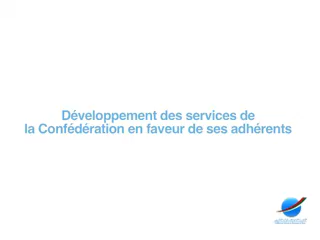 Développement des services de
la Confédération en faveur de ses adhérents